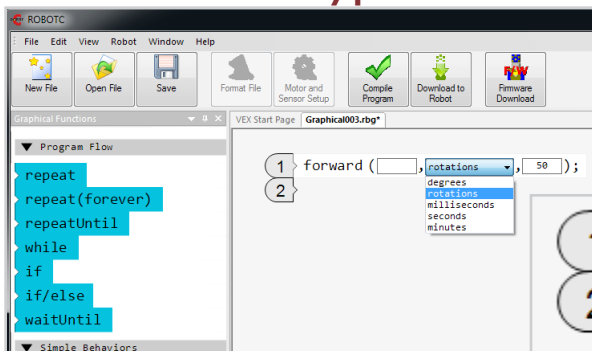 ROBOTC
File Edit View Robot Window Help
New File Open File Save Format File Motor and Sensor Setup Compile Program Download to Robot Firmware Download
Graphical Functions
VEX Start Page Graphical003.rbg*
Program Flow
repeat
repeat(forever)
repeatUntil
while
if
if/else
waitUntil
Simple Behaviors
1 forward ( , rotations , 50 );
2
degrees
rotations
milliseconds
seconds
minutes